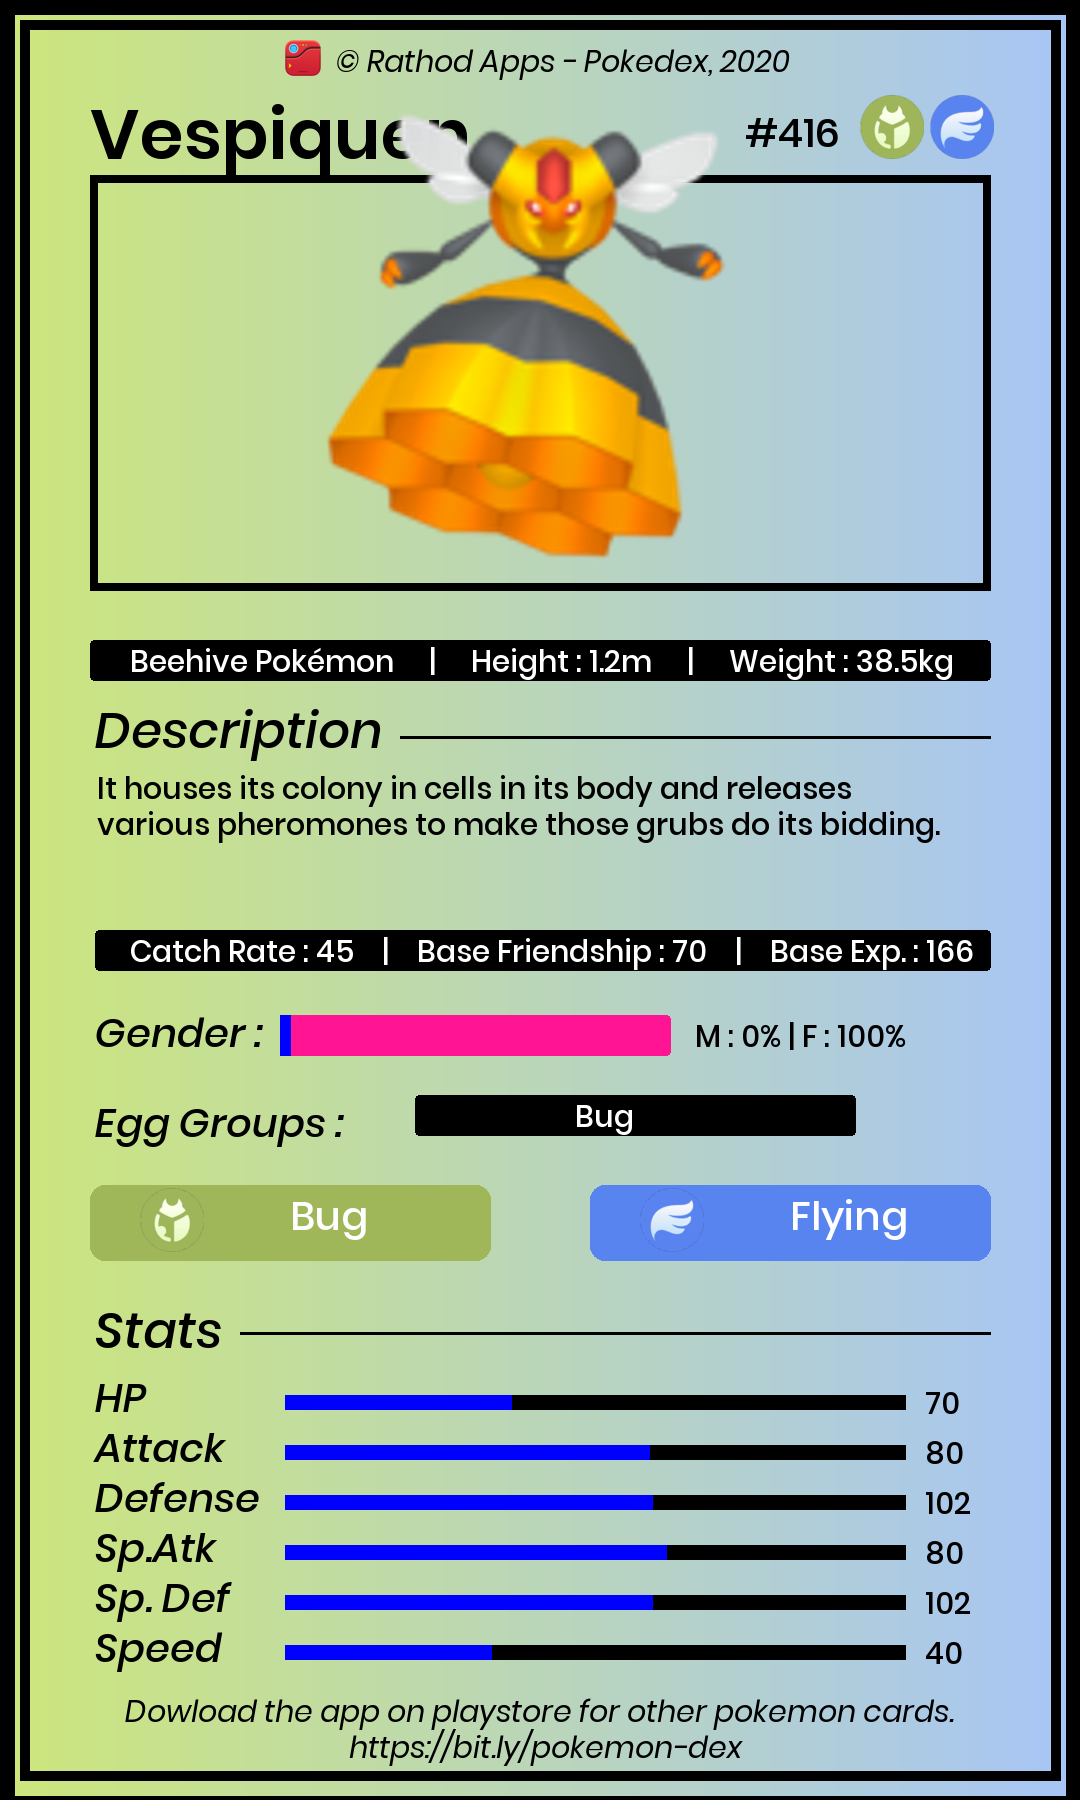 © Rathod Apps - Pokedex, 2020
Vespiquen #416
Beehive Pokémon | Height : 1.2m | Weight : 38.5kg
Description
It houses its colony in cells in its body and releases
various pheromones to make those grubs do its bidding.
Catch Rate : 45 | Base Friendship : 70 | Base Exp. : 166
Gender : M : 0% | F : 100%
Egg Groups : Bug
Bug Flying
Stats
HP 70
Attack 80
Defense 102
Sp.Atk 80
Sp. Def 102
Speed 40
Dowload the app on playstore for other pokemon cards.
https://bit.ly/pokemon-dex